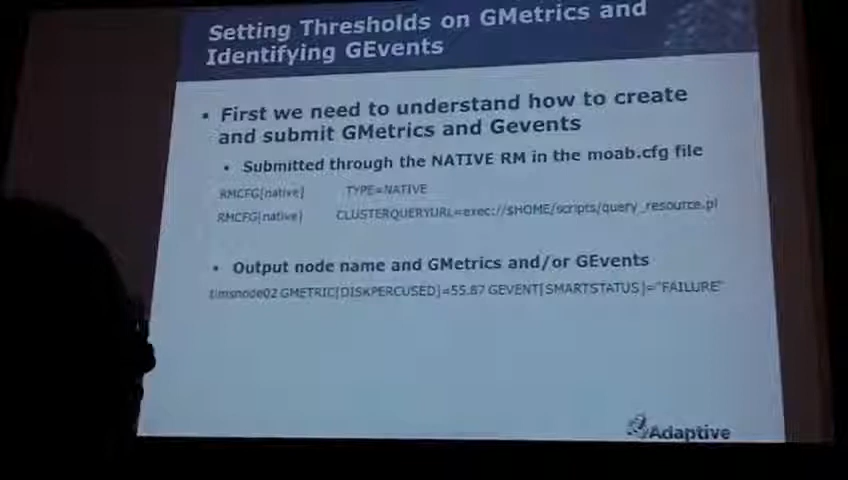 Setting Thresholds on GMetrics and
Identifying GEvents
• First we need to understand how to create
and submit GMetrics and Gevents
• Submitted through the NATIVE RM in the moab.cfg file
RMCFG[native] TYPE=NATIVE
RMCFG[native] CLUSTERQUERYURL=exec://$HOME/scripts/query_resource.pl
• Output node name and GMetrics and/or GEvents
GMETRIC[DISKPERCUSED]=55.87 GEVENT[SMARTSTATUS]="FAILURE"
Adaptive